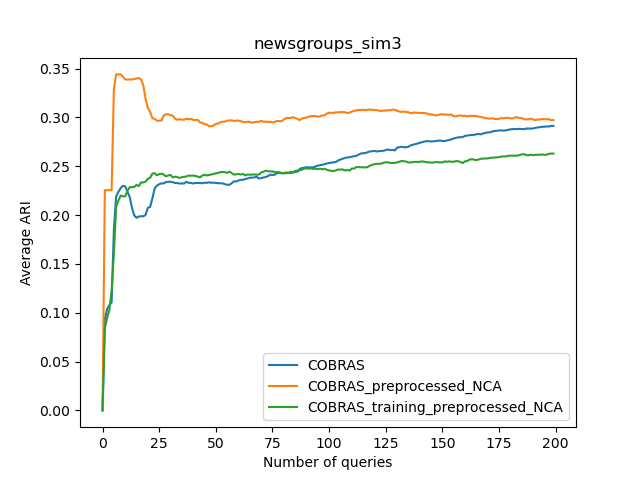 newsgroups_sim3
Average ARI
0.35
0.30
0.25
0.20
0.15
0.10
0.05
0.00
COBRAS
COBRAS_preprocessed_NCA
COBRAS_training_preprocessed_NCA
0 25 50 75 100 125 150 175 200
Number of queries